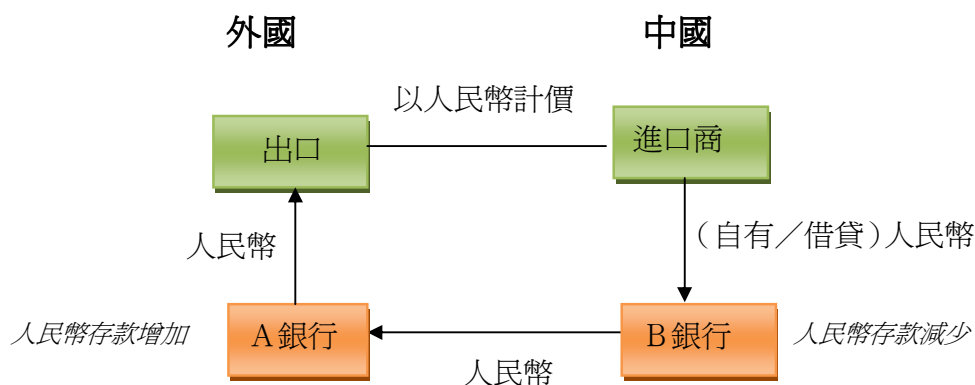 外國
中國
以人民幣計價
出口
進口商
人民幣
（自有／借貸）人民幣
人民幣存款增加
A銀行
B銀行
人民幣存款減少
人民幣